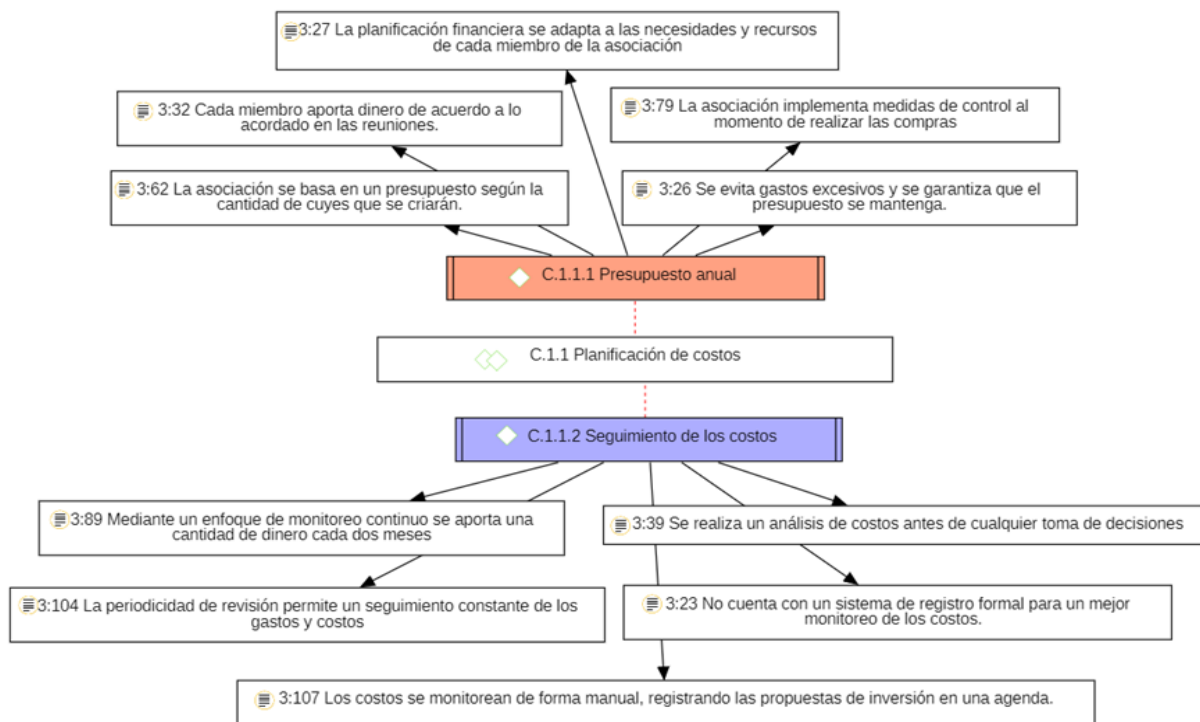 3:27 La planificación financiera se adapta a las necesidades y recursos
de cada miembro de la asociación
3:32 Cada miembro aporta dinero de acuerdo a lo
acordado en las reuniones.
3:79 La asociación implementa medidas de control al
momento de realizar las compras
3:62 La asociación se basa en un presupuesto según la
cantidad de cuyes que se criarán.
3:26 Se evita gastos excesivos y se garantiza que el
presupuesto se mantenga.
C.1.1.1 Presupuesto anual
C.1.1 Planificación de costos
C.1.1.2 Seguimiento de los costos
3:89 Mediante un enfoque de monitoreo continuo se aporta una
cantidad de dinero cada dos meses
3:39 Se realiza un análisis de costos antes de cualquier toma de decisiones
3:104 La periodicidad de revisión permite un seguimiento constante de los
gastos y costos
3:23 No cuenta con un sistema de registro formal para un mejor
monitoreo de los costos.
3:107 Los costos se monitorean de forma manual, registrando las propuestas de inversión en una agenda.